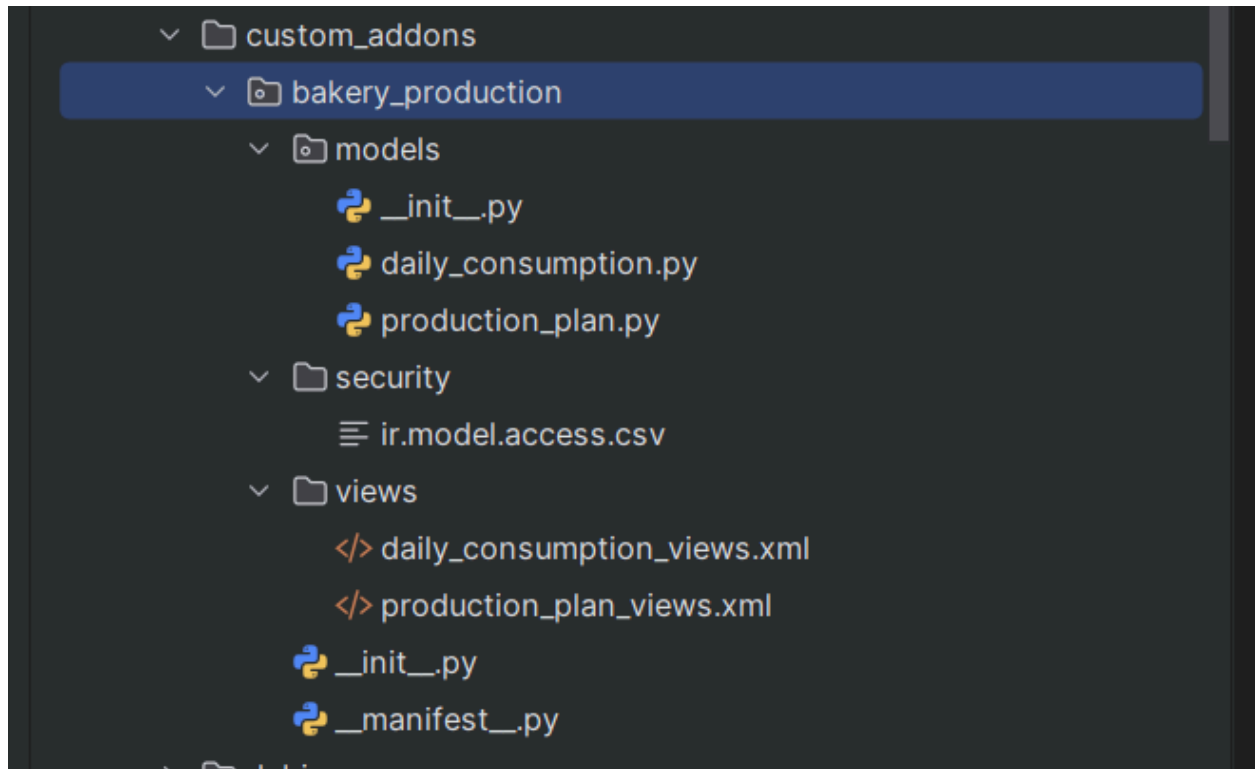 custom_addons
bakery_production
models
__init__.py
daily_consumption.py
production_plan.py
security
ir.model.access.csv
views
daily_consumption_views.xml
production_plan_views.xml
__init__.py
__manifest__.py